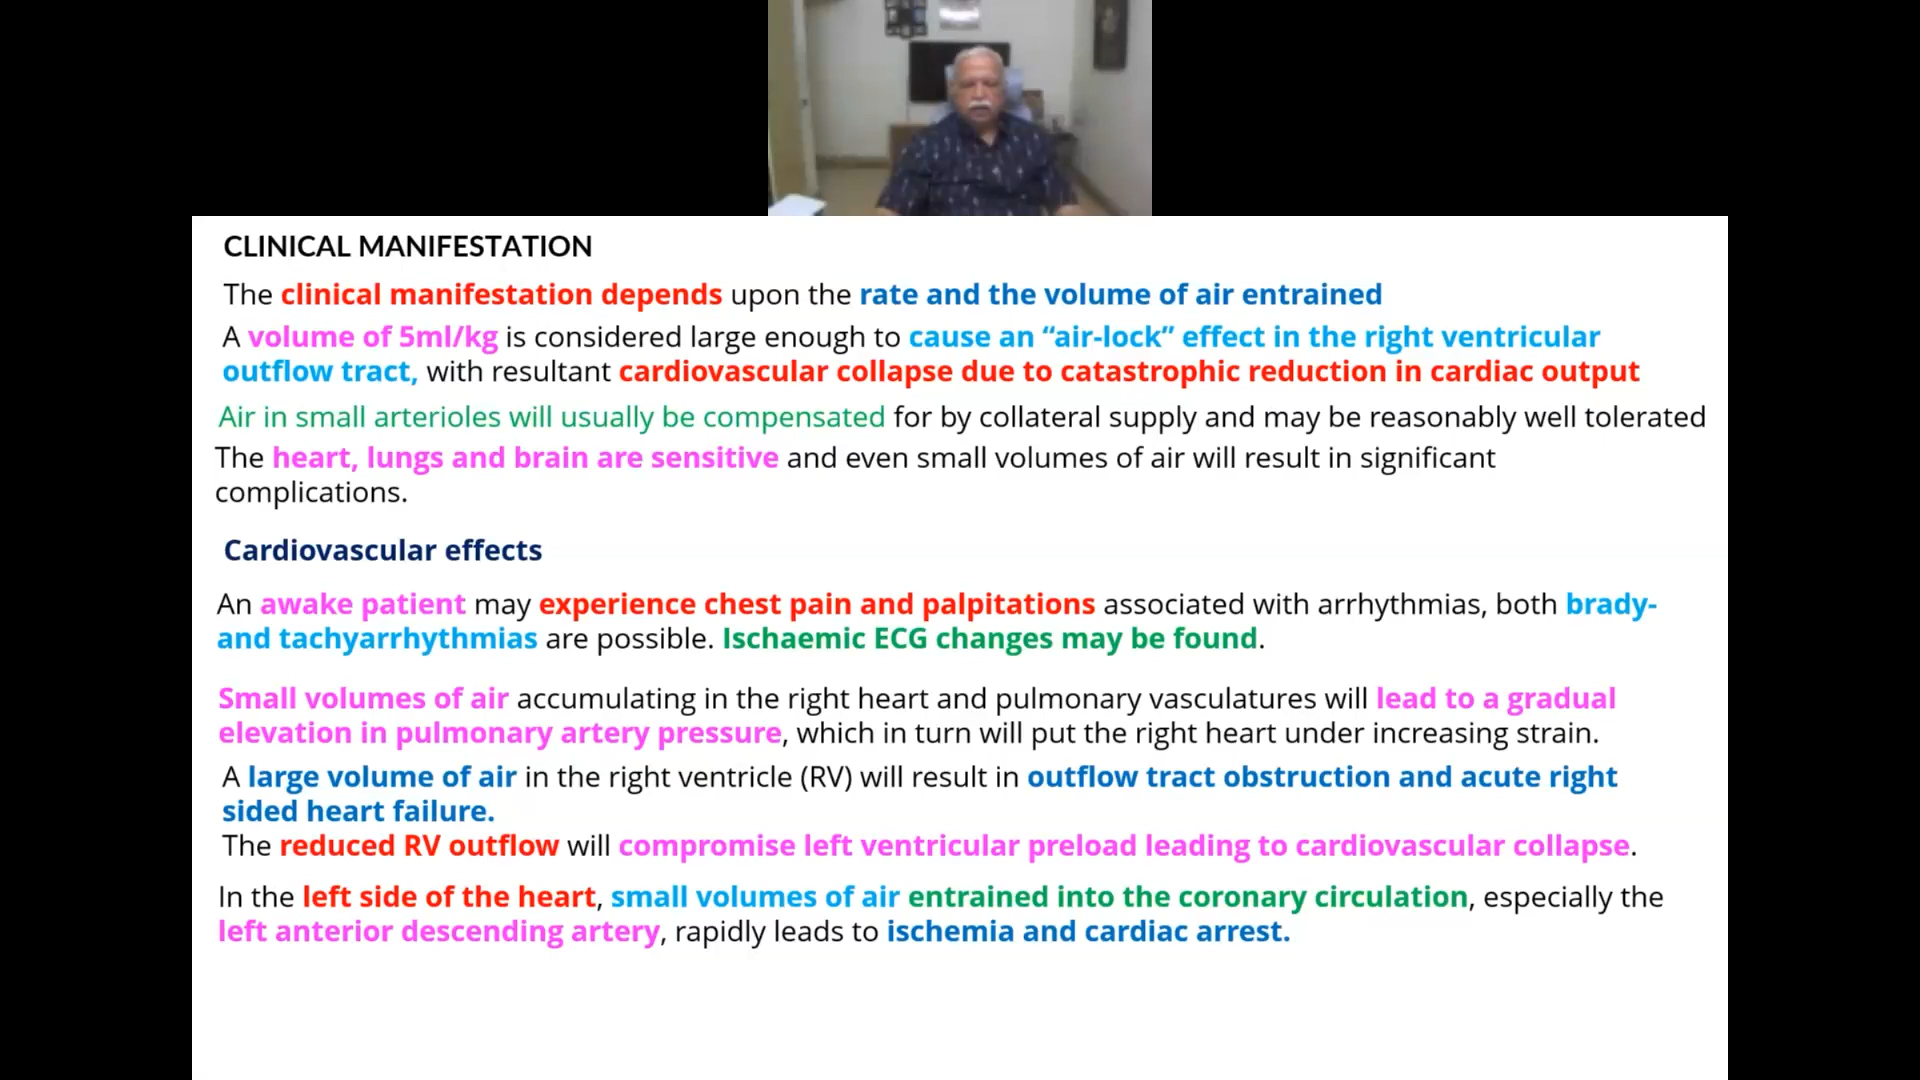 CLINICAL MANIFESTATION
The clinical manifestation depends upon the rate and the volume of air entrained
A volume of 5ml/kg is considered large enough to cause an “air-lock” effect in the right ventricular
outflow tract, with resultant cardiovascular collapse due to catastrophic reduction in cardiac output
Air in small arterioles will usually be compensated for by collateral supply and may be reasonably well tolerated
The heart, lungs and brain are sensitive and even small volumes of air will result in significant
complications.
Cardiovascular effects
An awake patient may experience chest pain and palpitations associated with arrhythmias, both brady-
and tachyarrhythmias are possible. Ischaemic ECG changes may be found.
Small volumes of air accumulating in the right heart and pulmonary vasculatures will lead to a gradual
elevation in pulmonary artery pressure, which in turn will put the right heart under increasing strain.
A large volume of air in the right ventricle (RV) will result in outflow tract obstruction and acute right
sided heart failure.
The reduced RV outflow will compromise left ventricular preload leading to cardiovascular collapse.
In the left side of the heart, small volumes of air entrained into the coronary circulation, especially the
left anterior descending artery, rapidly leads to ischemia and cardiac arrest.